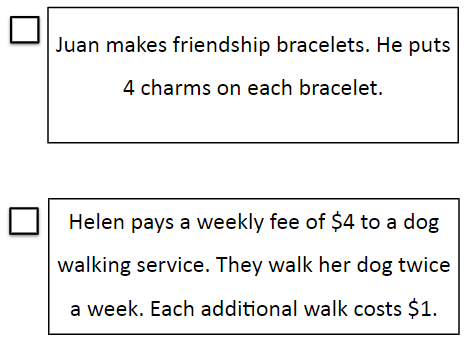 Juan makes friendship bracelets. He puts
4 charms on each bracelet.
Helen pays a weekly fee of $4 to a dog
walking service. They walk her dog twice
a week. Each additional walk costs $1.